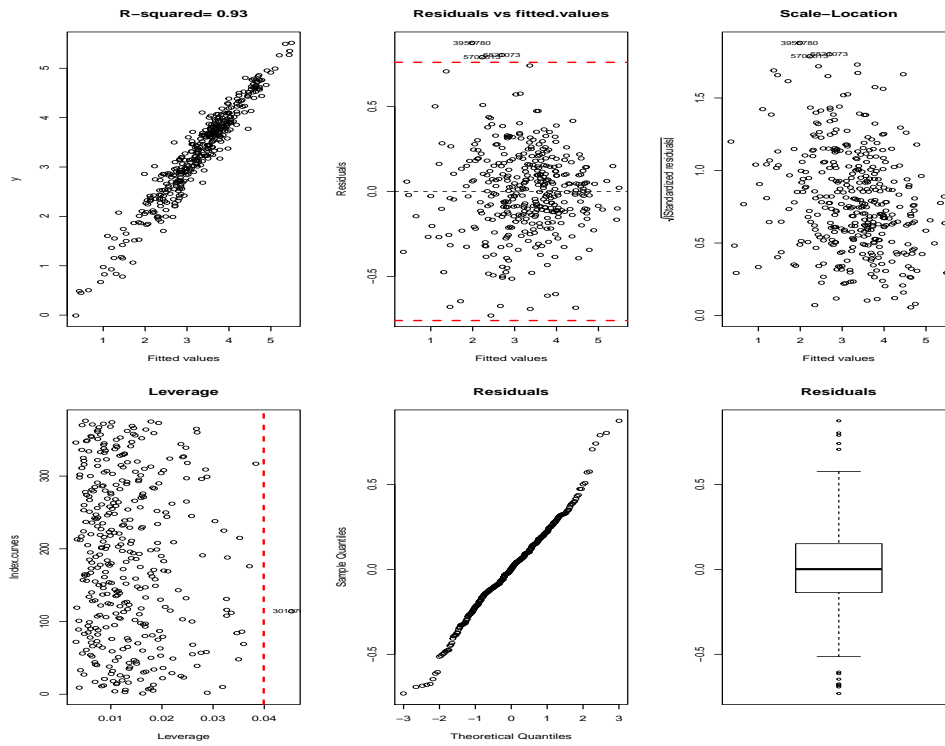 R−squared= 0.93
y
0 1 2 3 4 5
1 2 3 4 5
Fitted values
Residuals vs fitted.values
Residuals
−0.5 0.0 0.5
1 2 3 4 5
Fitted values
Scale−Location
√|Standardized residuals|
0.0 0.5 1.0 1.5
1 2 3 4 5
Fitted values
Leverage
Index.curves
0 100 200 300
0.01 0.02 0.03 0.04
Leverage
Residuals
Sample Quantiles
−0.5 0.0 0.5
−3 −2 −1 0 1 2 3
Theoretical Quantiles
Residuals
−0.5 0.0 0.5